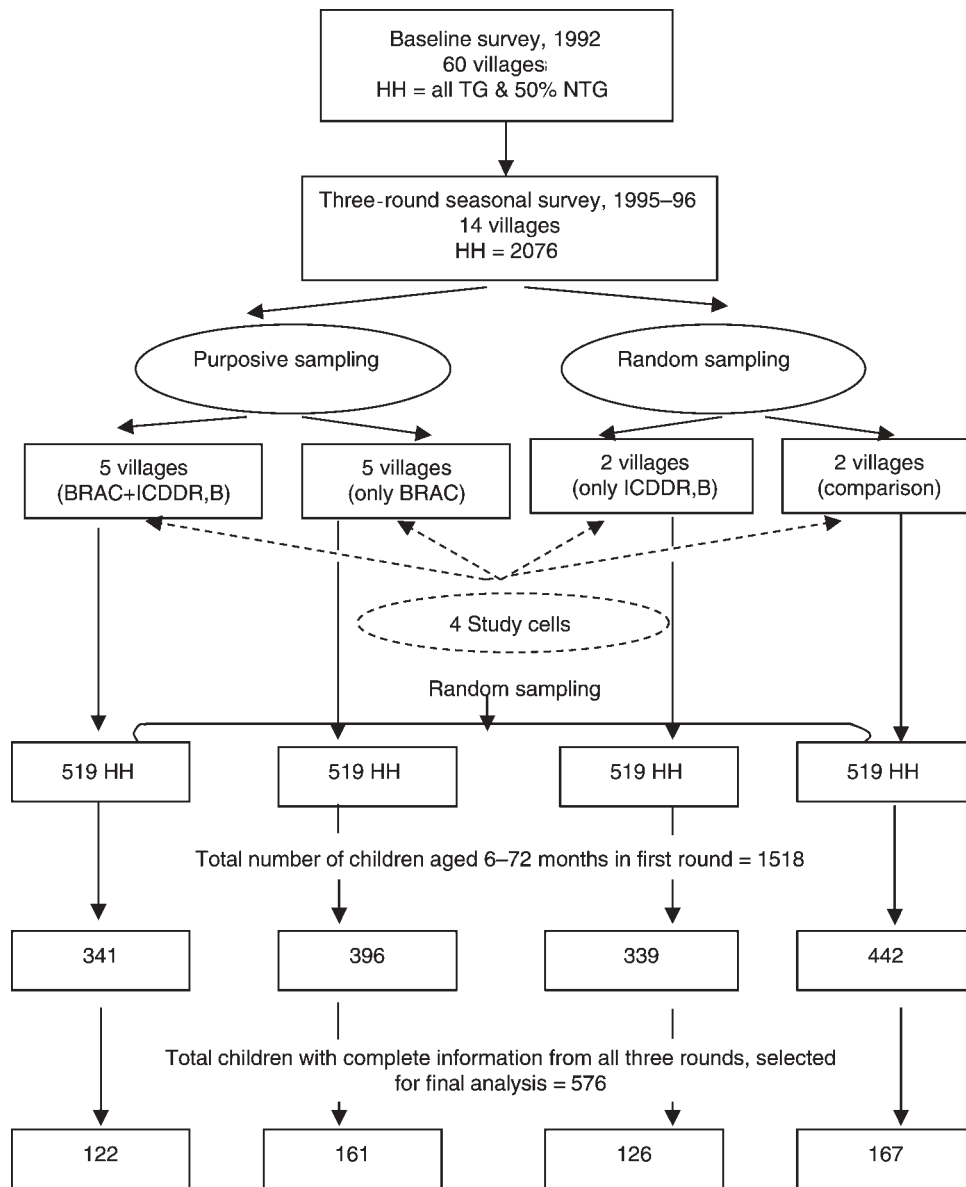 Baseline survey, 1992
60 villages
HH = all TG & 50% NTG
Three-round seasonal survey, 1995–96
14 villages
HH = 2076
Purposive sampling
Random sampling
5 villages
(BRAC+ICDDR,B)
5 villages
(only BRAC)
2 villages
(only ICDDR,B)
2 villages
(comparison)
4 Study cells
Random sampling
519 HH
519 HH
519 HH
519 HH
Total number of children aged 6–72 months in first round = 1518
341
396
339
442
Total children with complete information from all three rounds, selected
for final analysis = 576
122
161
126
167